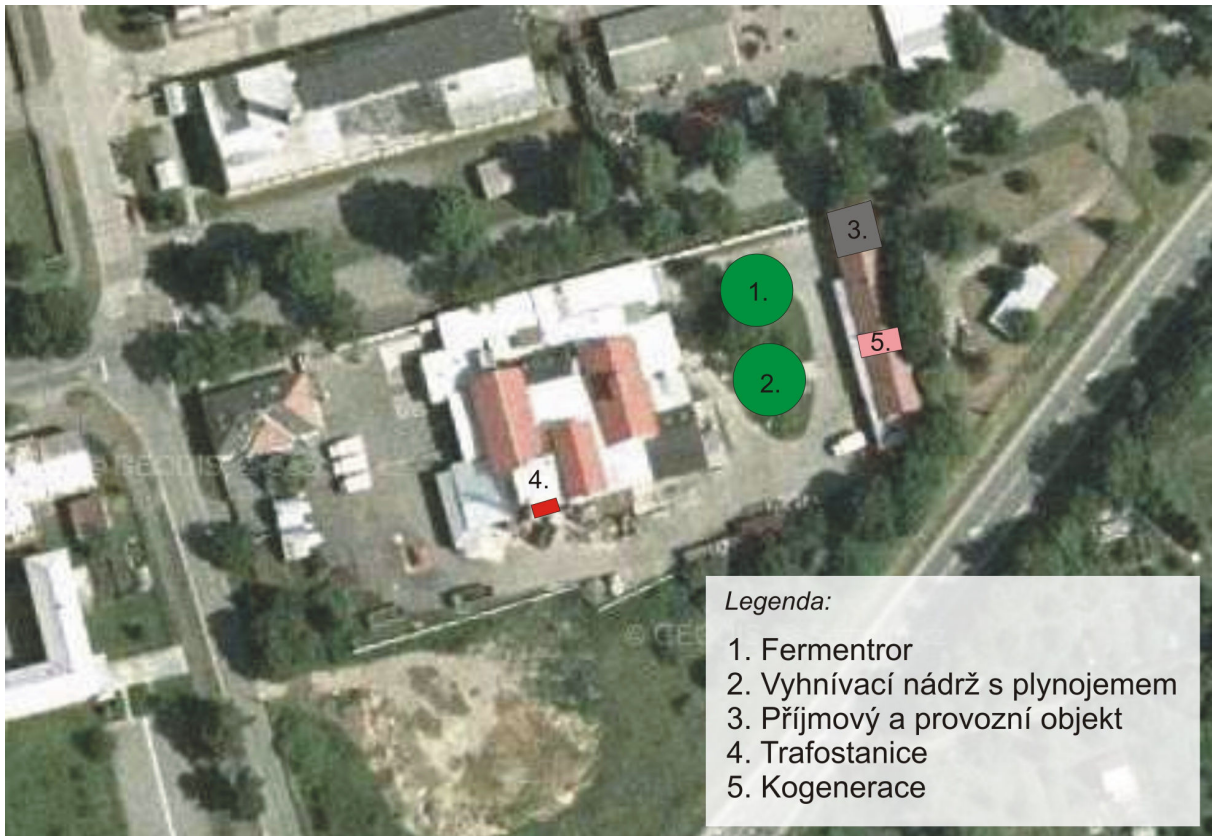 3.
1.
5.
2.
4.
Legenda:
1. Fermentror
2. Vyhnívací nádrž s plynojemem
3. Příjmový a provozní objekt
4. Trafostanice
5. Kogenerace